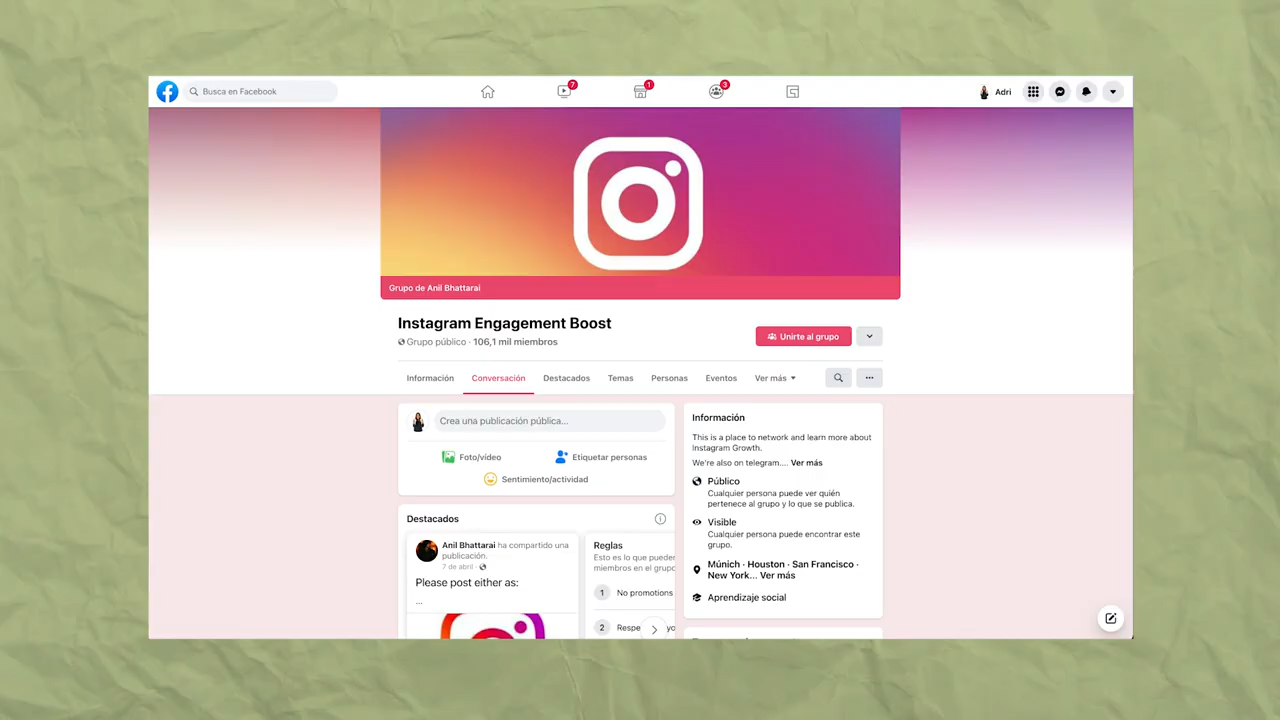 Busca en Facebook
7
1
3
Adri
Grupo de Anil Bhattarai
Instagram Engagement Boost
Grupo público · 106,1 mil miembros
Unirte al grupo
Información
Conversación
Destacados
Temas
Personas
Eventos
Ver más
Crea una publicación pública...
Foto/vídeo
Etiquetar personas
Sentimiento/actividad
Destacados
Anil Bhattarai ha compartido una
publicación.
7 de abril ·
Please post either as:
...
Reglas
Esto es lo que pueden
miembros en el grupo
1 No promotions
2
Información
This is a place to network and learn more about
Instagram Growth.
We're also on telegram.... Ver más
Público
Cualquier persona puede ver quién
pertenece al grupo y lo que se publica.
Visible
Cualquier persona puede encontrar este
grupo.
Múnich · Houston · San Francisco ·
New York... Ver más
Aprendizaje social